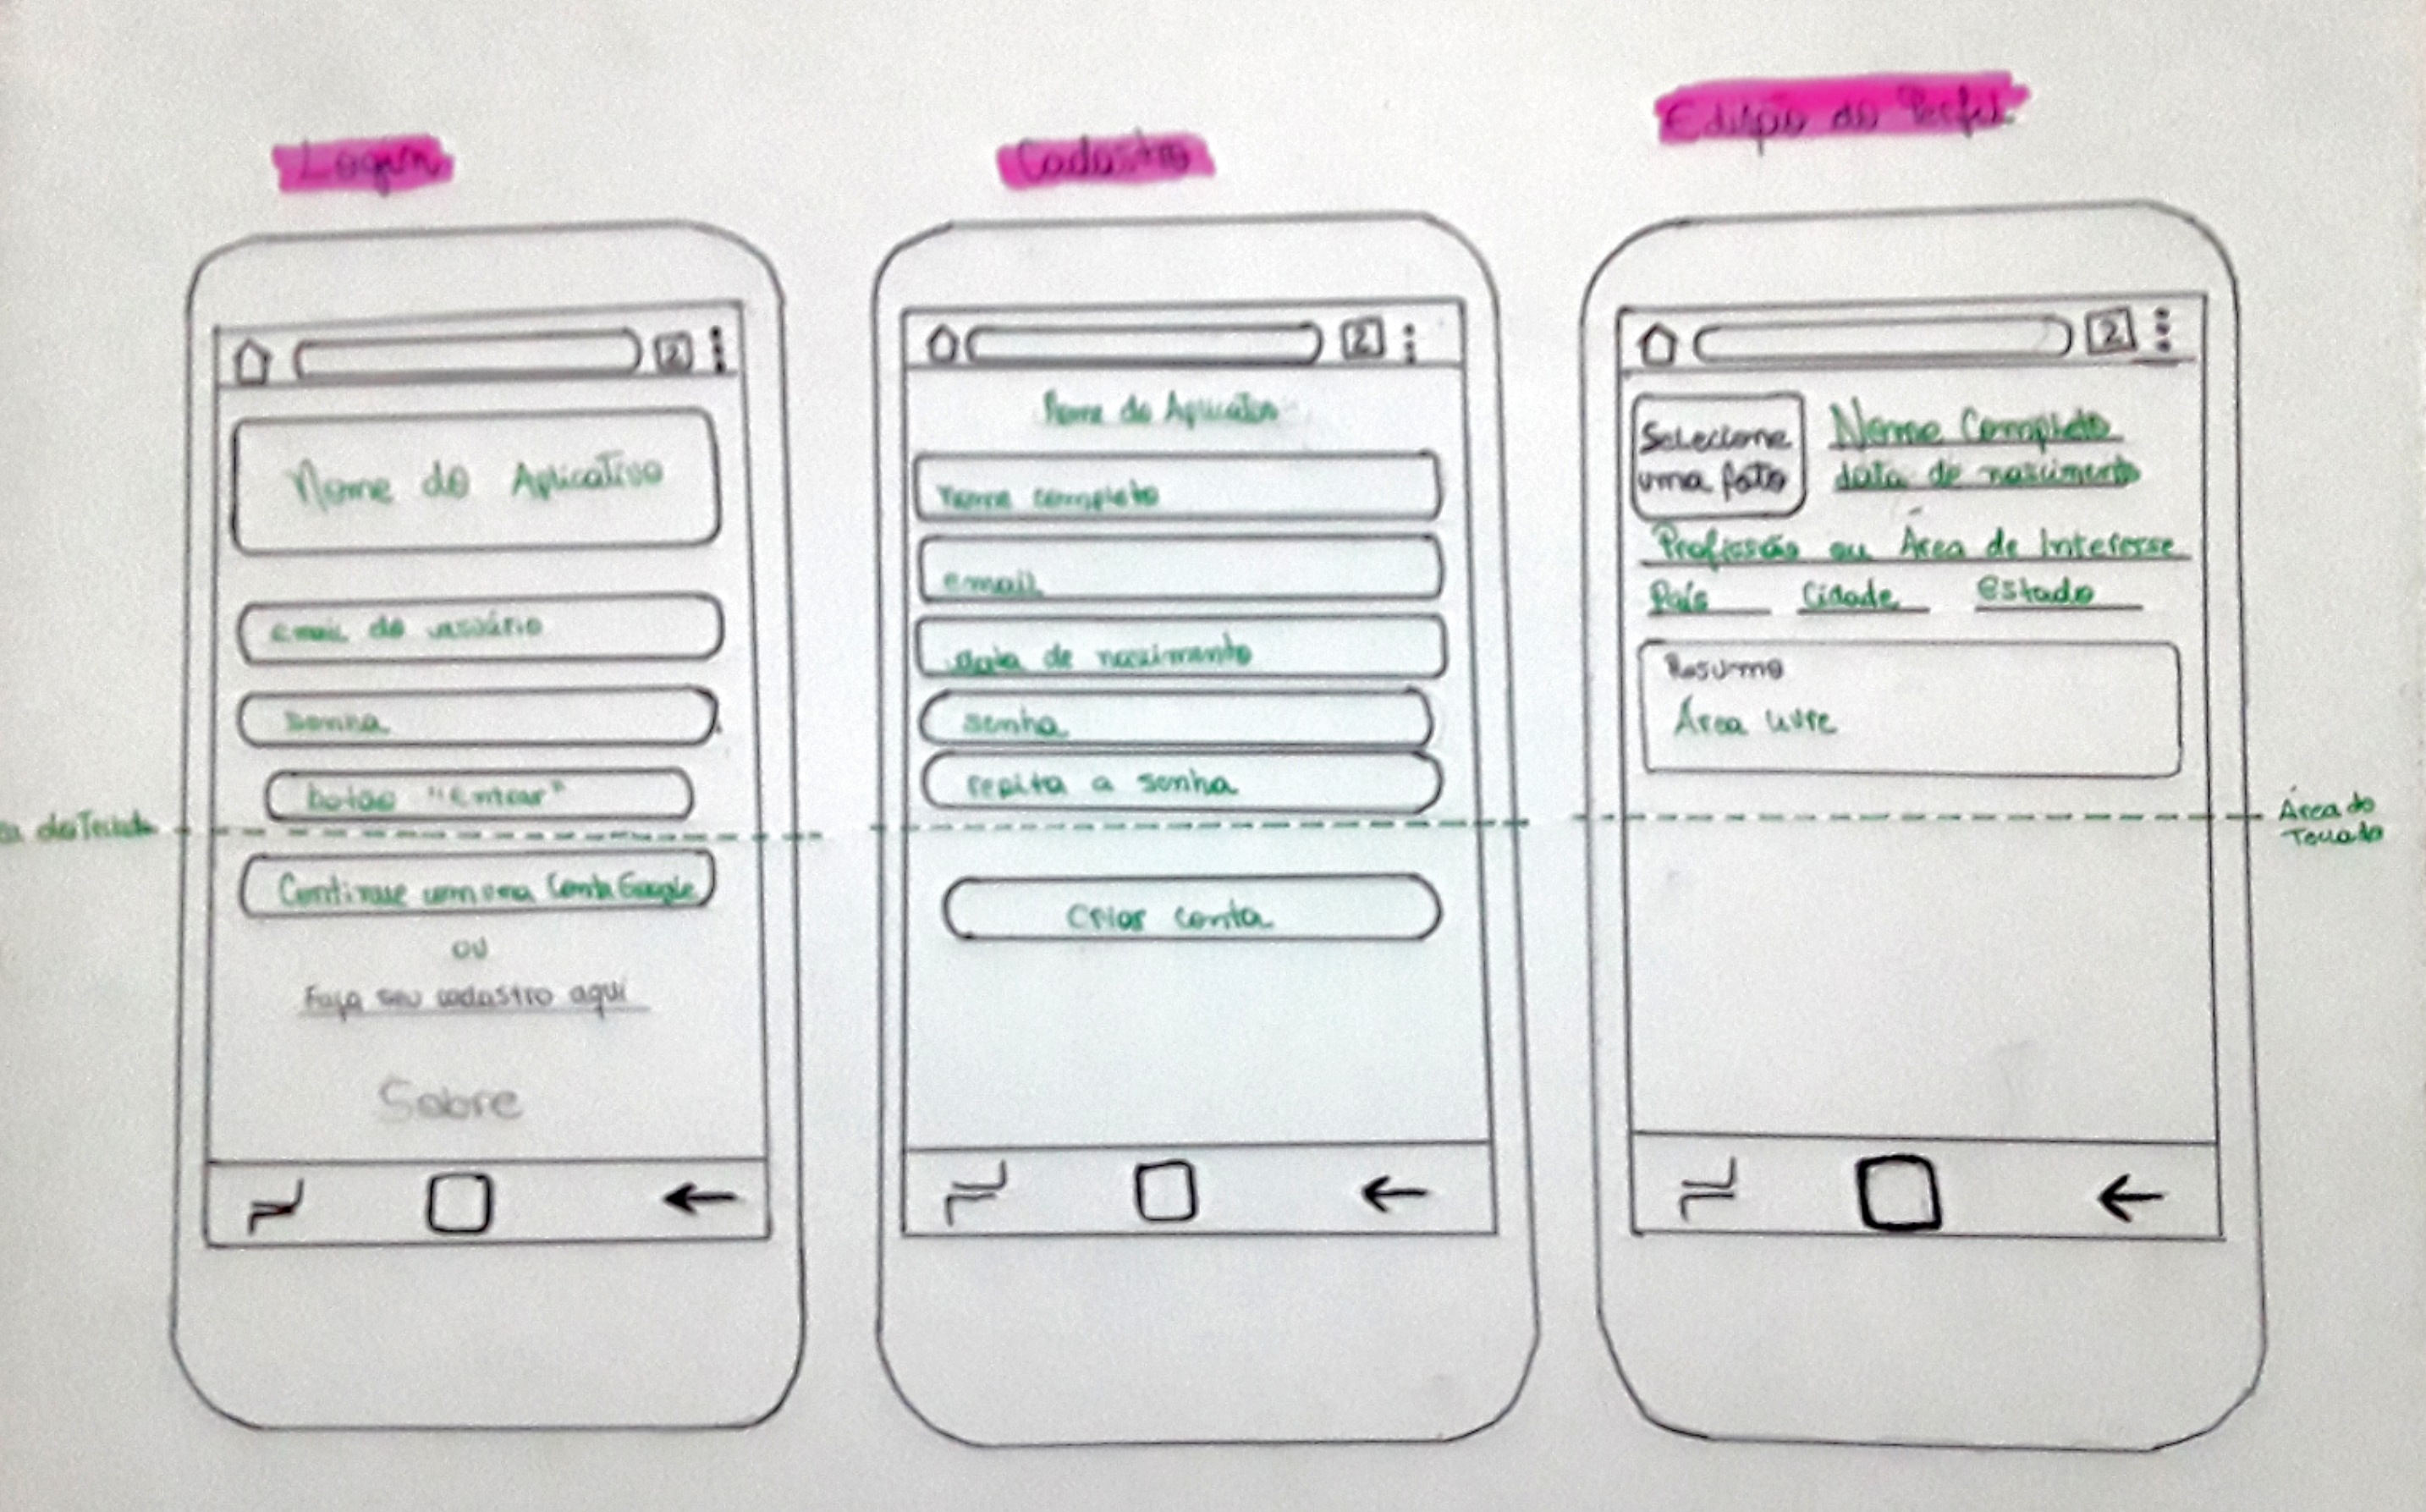 Login
2
Nome do Aplicativo
email do usuário
senha
botão "Entrar"
do Teclado
Continue com uma Conta Google
ou
Faça seu cadastro aqui
Sobre
Cadastro
2
Nome do Aplicativo
nome completo
email
data de nascimento
senha
repita a senha
Criar conta
Edição do Perfil
2
Selecione
uma foto
Nome Completo
data de nascimento
Profissão ou Área de Interesse
País Cidade Estado
Resumo
Área Livre
Área do
Teclado